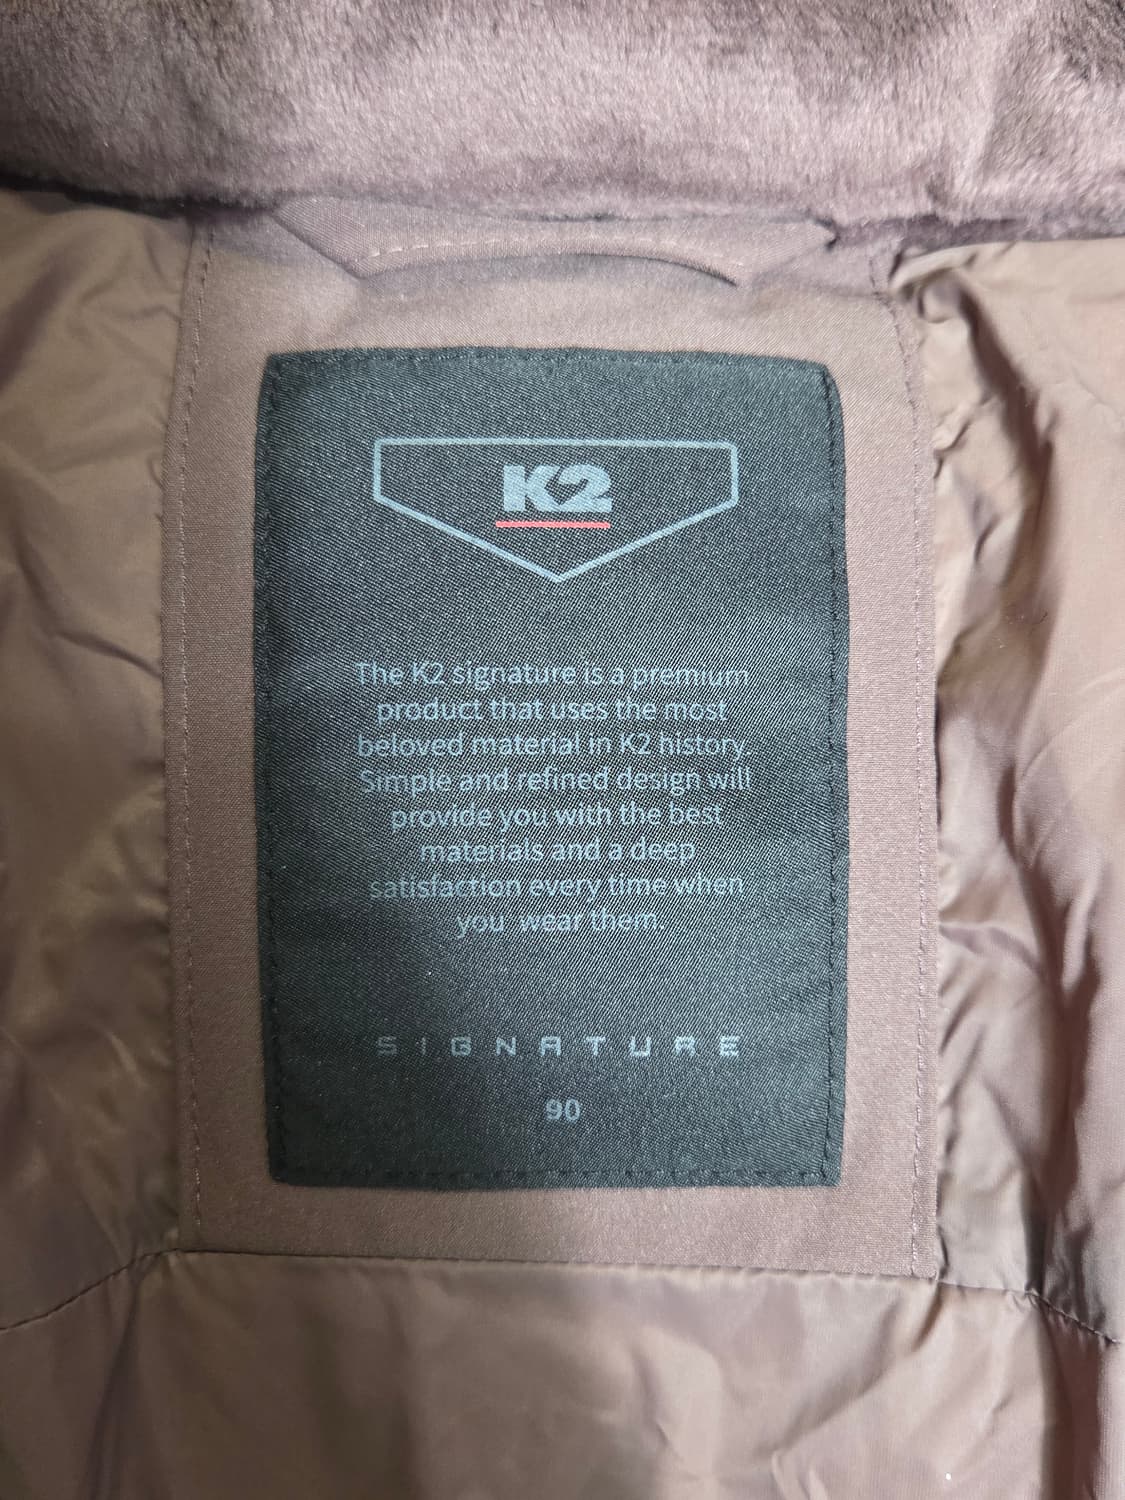 K2
The K2 signature is a premium
product that uses the most
beloved material in K2 history.
Simple and refined design will
provide you with the best
materials and a deep
satisfaction every time when
you wear them.
SIGNATURE
90